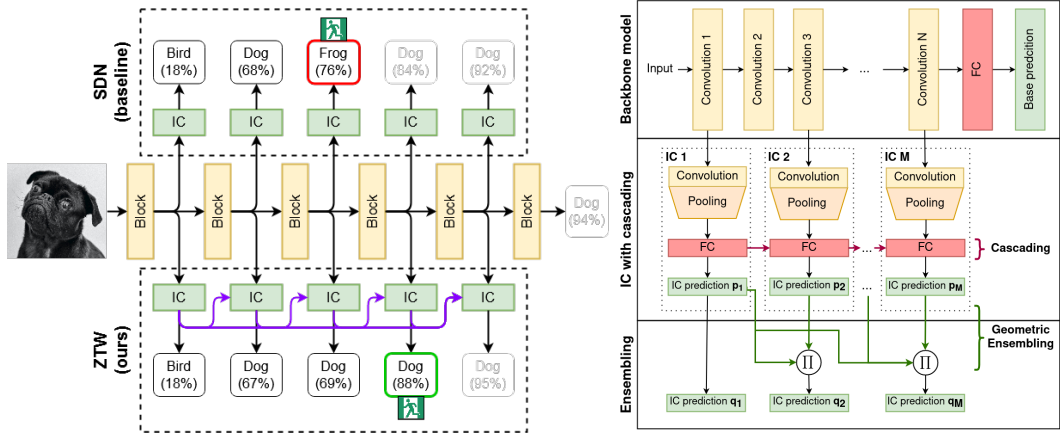 SDN
(baseline)
Bird
(18%)
Dog
(68%)
Frog
(76%)
Dog
(84%)
Dog
(92%)
IC
IC
IC
IC
IC
Block
Block
Block
Block
Block
Block
Dog
(94%)
ZTW
(ours)
IC
IC
IC
IC
IC
Bird
(18%)
Dog
(67%)
Dog
(69%)
Dog
(88%)
Dog
(95%)
Backbone model
Input
Convolution 1
Convolution 2
Convolution 3
...
Convolution N
FC
Base predcition
IC with cascading
IC 1
IC 2
IC M
Convolution
Convolution
Convolution
Pooling
Pooling
Pooling
FC
FC
...
FC
Cascading
IC prediction p1
IC prediction p2
...
IC prediction pM
Geometric
Ensembling
Ensembling
Π
Π
IC prediction q1
IC prediction q2
IC prediction qM